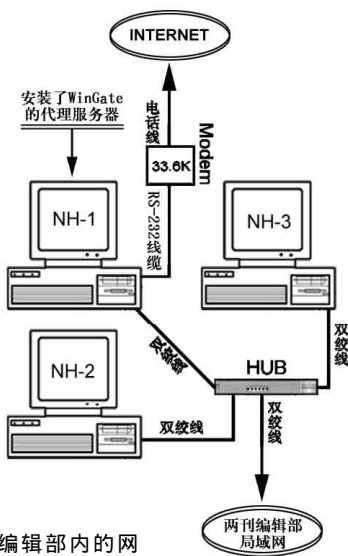 INTERNET
安装了WinGate
的代理服务器
电话线
Modem
33.6K
RS-232线缆
NH-1
NH-3
双绞线
双绞线
HUB
NH-2
双绞线
双绞线
两刊编辑部
局域网
编辑部内的网